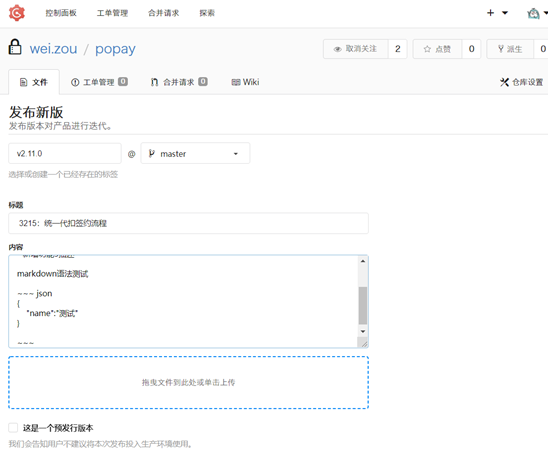 控制面板 工单管理 合并请求 探索
wei.zou / popay
取消关注 2 点赞 0 派生 0
文件 工单管理 0 合并请求 0 Wiki 仓库设置
发布新版
发布版本对产品进行迭代。
v2.11.0 @ master
选择或创建一个已经存在的标签
标题
3215：统一代扣签约流程
内容
markdown语法测试
~~~ json
{
"name":"测试"
}
~~~
拖曳文件到此处或单击上传
这是一个预发行版本
我们会告知用户不建议将本次发布投入生产环境使用。